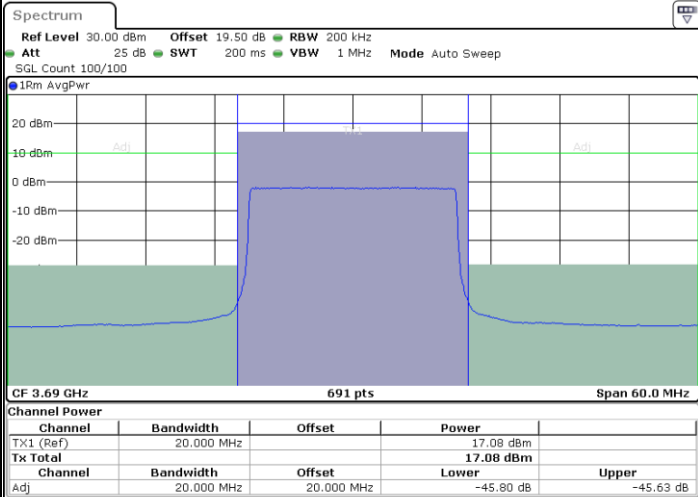 Spectrum
Ref Level 30.00 dBm Offset 19.50 dB RBW 200 kHz
Att 25 dB SWT 200 ms VBW 1 MHz Mode Auto Sweep
SGL Count 100/100
1Rm AvgPwr
20 dBm
TX1
Adj Adj
10 dBm
0 dBm
-10 dBm
-20 dBm
CF 3.69 GHz 691 pts Span 60.0 MHz
Channel Power
Channel Bandwidth Offset Power
TX1 (Ref) 20.000 MHz 17.08 dBm
Tx Total 17.08 dBm
Channel Bandwidth Offset Lower Upper
Adj 20.000 MHz 20.000 MHz -45.80 dB -45.63 dB